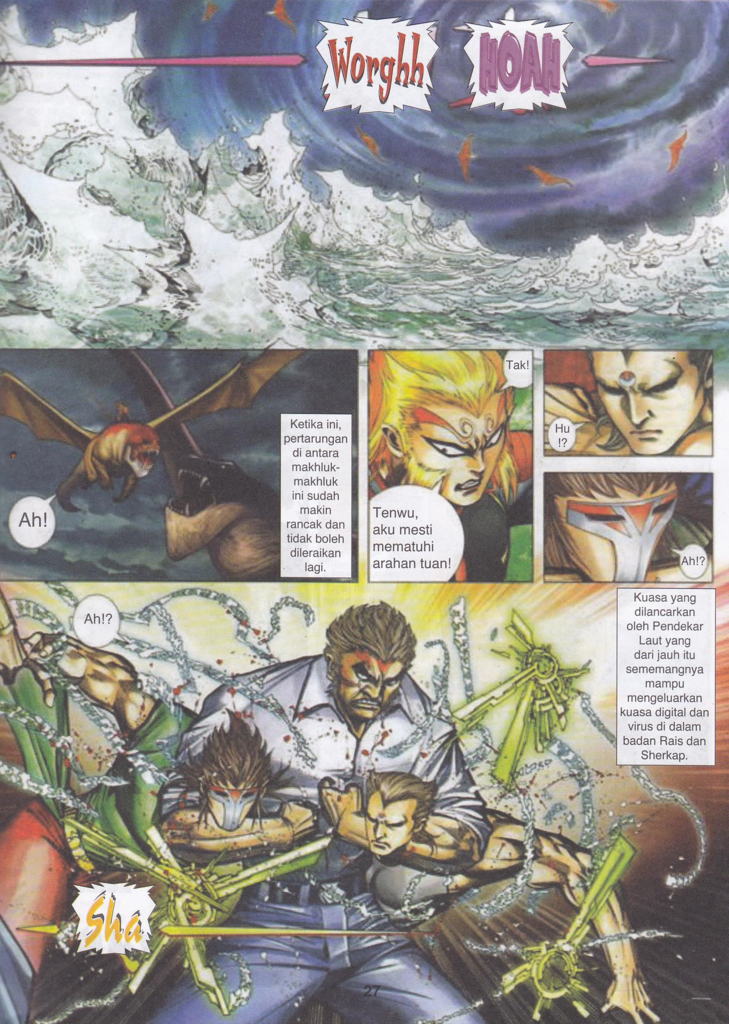 Worghh
HOAH
Ah!
Ketika ini,
pertarungan
di antara
makhluk-
makhluk
ini sudah
makin
rancak dan
tidak boleh
dileraikan
lagi.
Tak!
Tenwu,
aku mesti
mematuhi
arahan tuan!
Hu
!?
Ah!?
Ah!?
Kuasa yang
dilancarkan
oleh Pendekar
Laut yang
dari jauh itu
sememangnya
mampu
mengeluarkan
kuasa digital dan
virus di dalam
badan Rais dan
Sherkap.
Sha
27